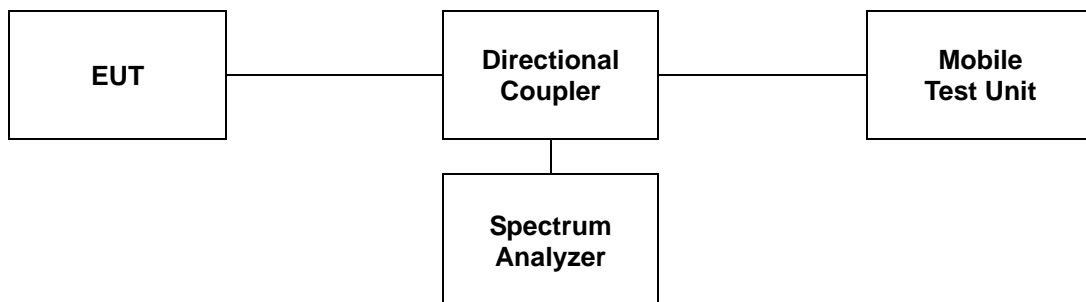 EUT
Directional
Coupler
Mobile
Test Unit
Spectrum
Analyzer